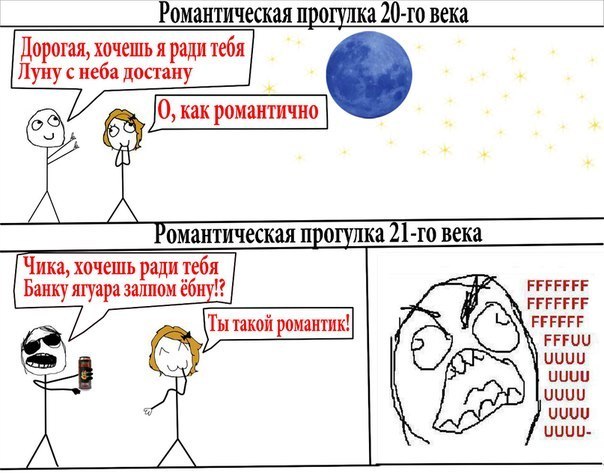 Романтическая прогулка 20-го века
Дорогая, хочешь я ради тебя
Луну с неба достану
О, как романтично
Романтическая прогулка 21-го века
Чика, хочешь ради тебя
Банку ягуара залпом ёбну!?
Ты такой романтик!
FFFFFFF
FFFFFFF
FFFFFF
FFFUU
UUUU
UUUU
UUUU
UUUU
UUUU-